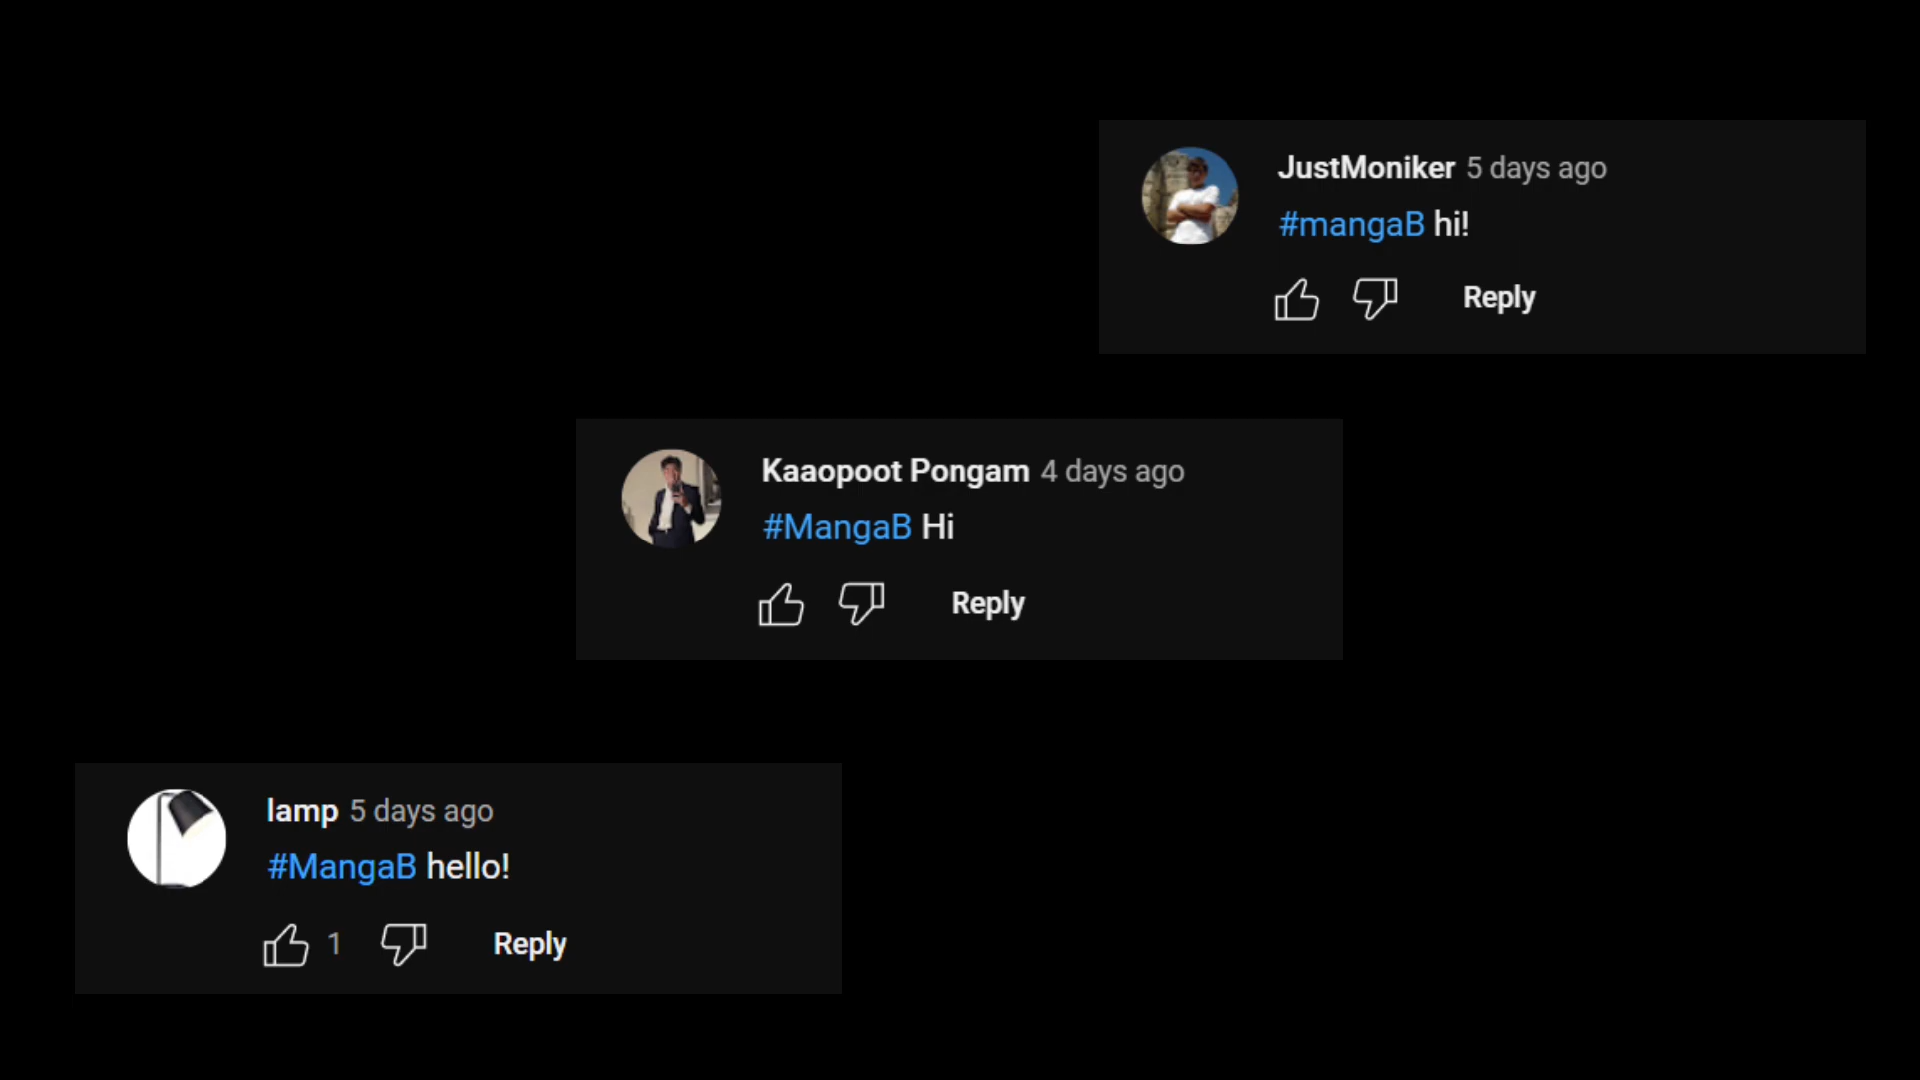 JustMoniker 5 days ago
#mangaB hi!
Reply
Kaaopoot Pongam 4 days ago
#MangaB Hi
Reply
lamp 5 days ago
#MangaB hello!
1 Reply